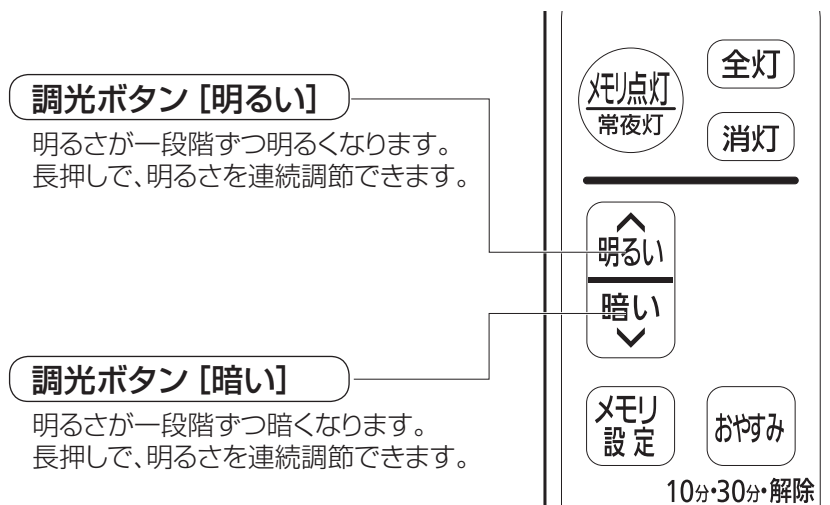 調光ボタン［明るい］
明るさが一段階ずつ明るくなります。
長押しで、明るさを連続調節できます。
調光ボタン［暗い］
明るさが一段階ずつ暗くなります。
長押しで、明るさを連続調節できます。
メモリ点灯
常夜灯
全灯
消灯
明るい
暗い
メモリ
設定
おやすみ
10分・30分・解除